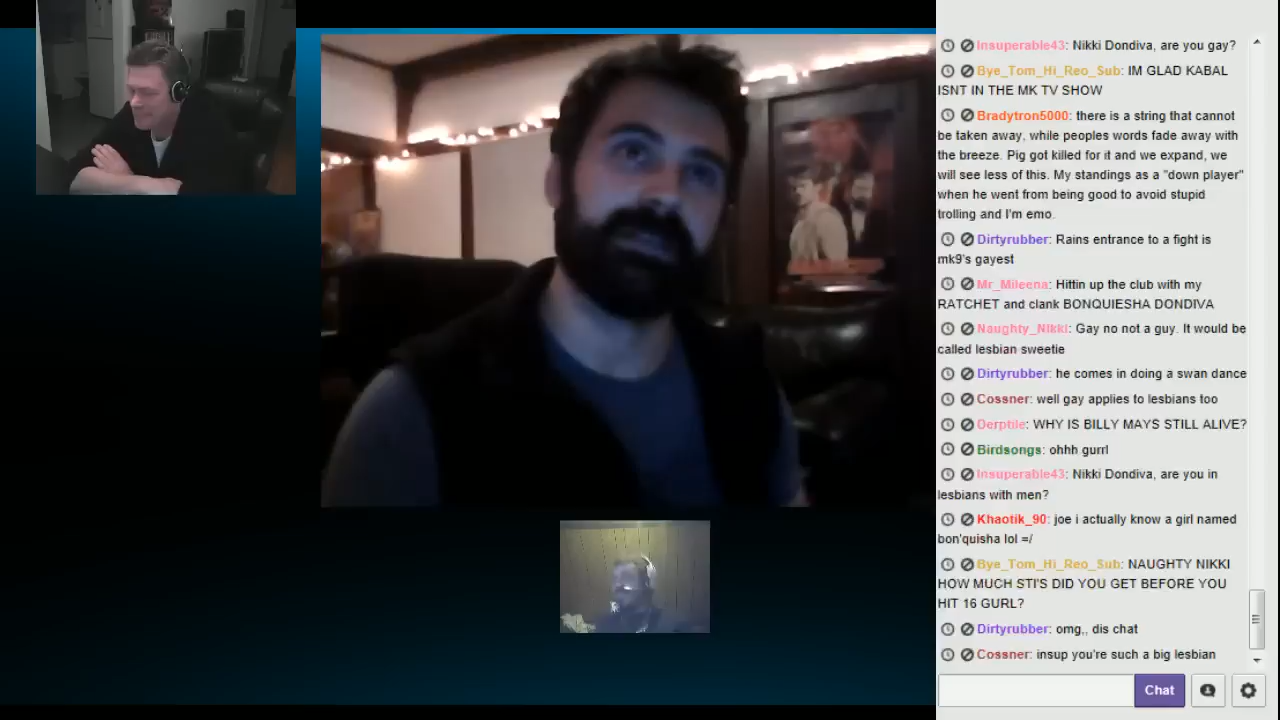 Insuperable43: Nikki Dondiva, are you gay?
Bye_Tom_Hi_Reo_Sub: IM GLAD KABAL
ISNT IN THE MK TV SHOW
Bradytron5000: there is a string that cannot
be taken away, while peoples words fade away with
the breeze. Pig got killed for it and we expand, we
will see less of this. My standings as a "down player"
when he went from being good to avoid stupid
trolling and I'm emo.
Dirtyrubber: Rains entrance to a fight is
mk9's gayest
Mr_Mileena: Hittin up the club with my
RATCHET and clank BONQUIESHA DONDIVA
Naughty_Nikki: Gay no not a guy. It would be
called lesbian sweetie
Dirtyrubber: he comes in doing a swan dance
Cossner: well gay applies to lesbians too
Derptile: WHY IS BILLY MAYS STILL ALIVE?
Birdsongs: ohhh gurrl
Insuperable43: Nikki Dondiva, are you in
lesbians with men?
Khaotik_90: joe i actually know a girl named
bon'quisha lol =/
Bye_Tom_Hi_Reo_Sub: NAUGHTY NIKKI
HOW MUCH STI'S DID YOU GET BEFORE YOU
HIT 16 GURL?
Dirtyrubber: omg,, dis chat
Cossner: insup you're such a big lesbian
Chat